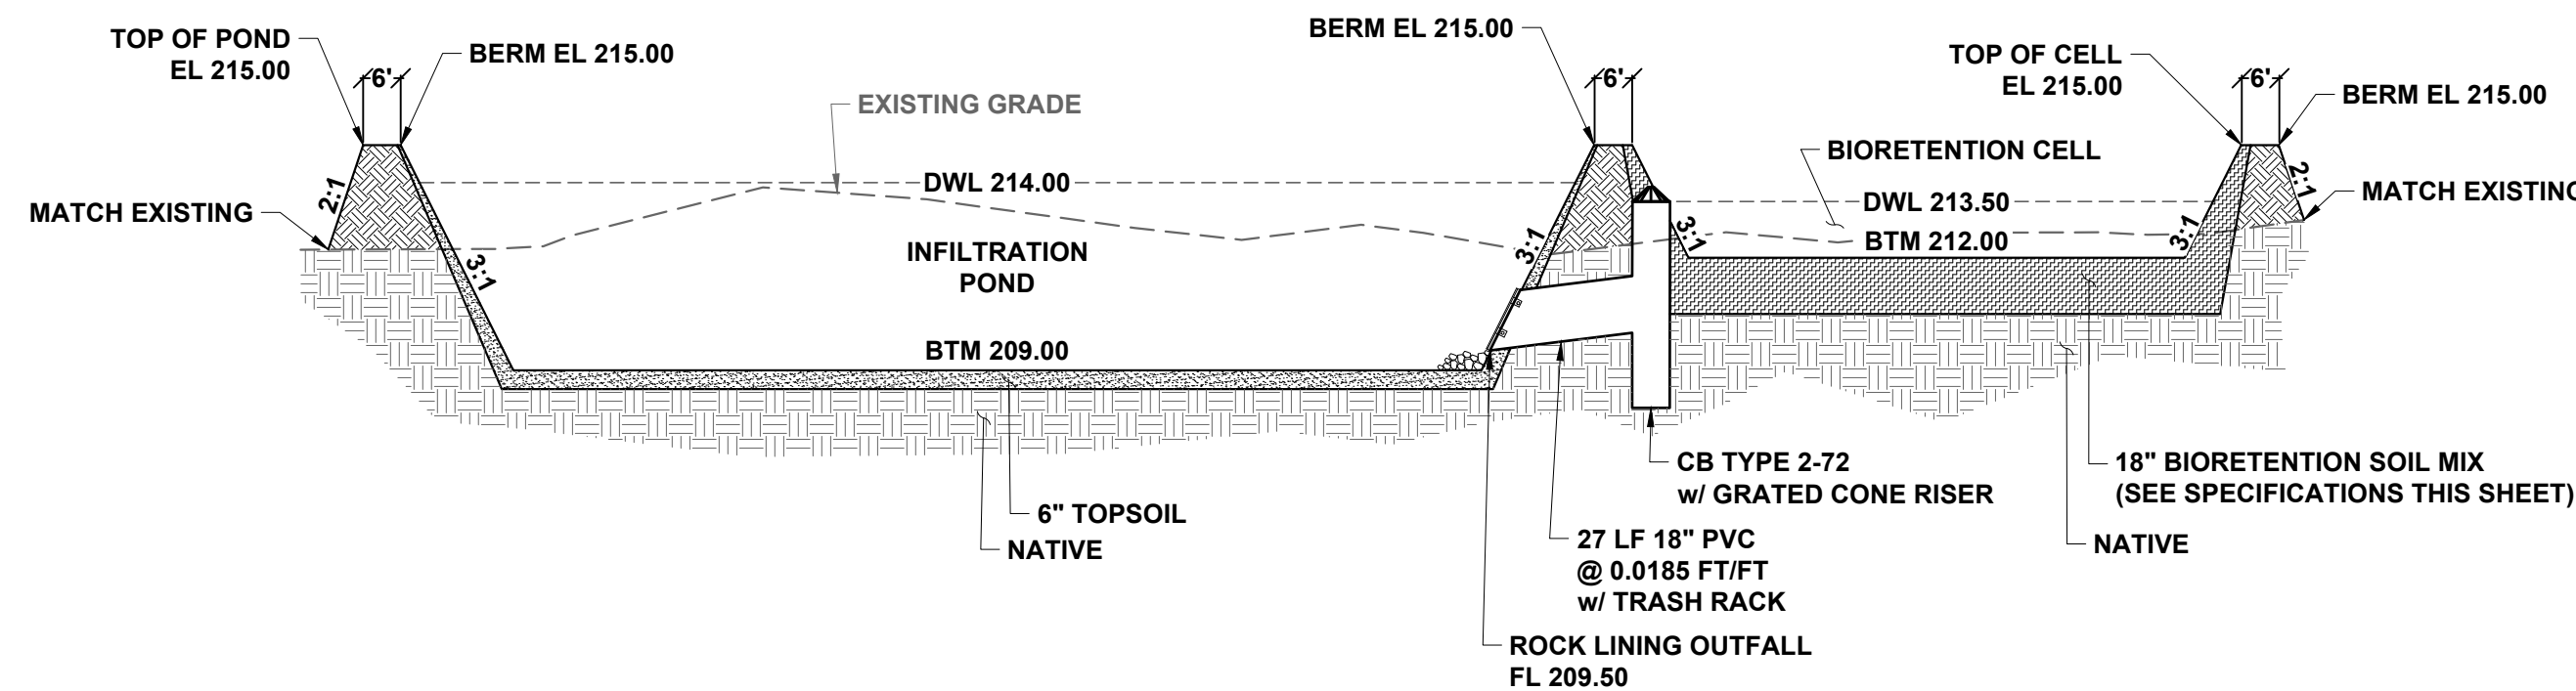 TOP OF POND
EL 215.00
6'
BERM EL 215.00
EXISTING GRADE
BERM EL 215.00
6'
TOP OF CELL
EL 215.00
6'
BERM EL 215.00
BIORETENTION CELL
2:1
MATCH EXISTING
DWL 214.00
3:1
INFILTRATION
POND
3:1
3:1
DWL 213.50
BTM 212.00
3:1
2:1
MATCH EXISTING
BTM 209.00
6" TOPSOIL
NATIVE
CB TYPE 2-72
w/ GRATED CONE RISER
27 LF 18" PVC
@ 0.0185 FT/FT
w/ TRASH RACK
ROCK LINING OUTFALL
FL 209.50
18" BIORETENTION SOIL MIX
(SEE SPECIFICATIONS THIS SHEET)
NATIVE